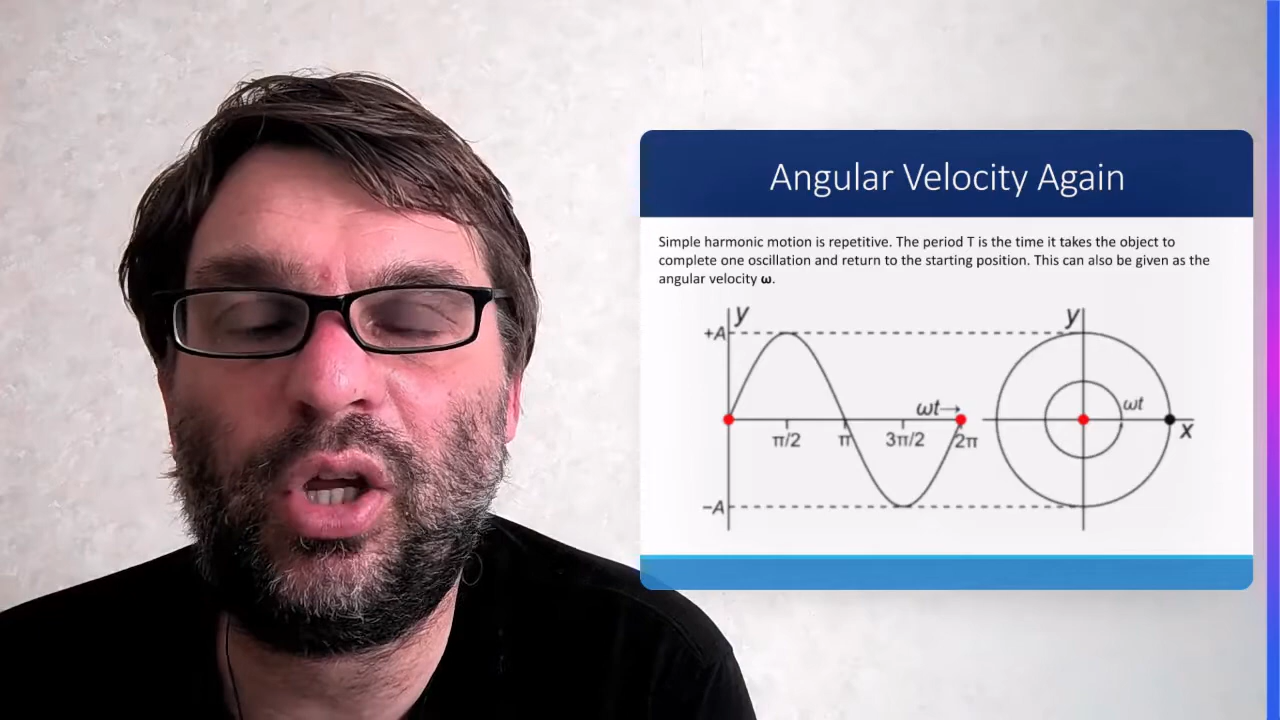 Angular Velocity Again
Simple harmonic motion is repetitive. The period T is the time it takes the object to
complete one oscillation and return to the starting position. This can also be given as the
angular velocity ω.
y
y
+A
ωt→
ωt
π/2
π
3π/2
2π
x
−A